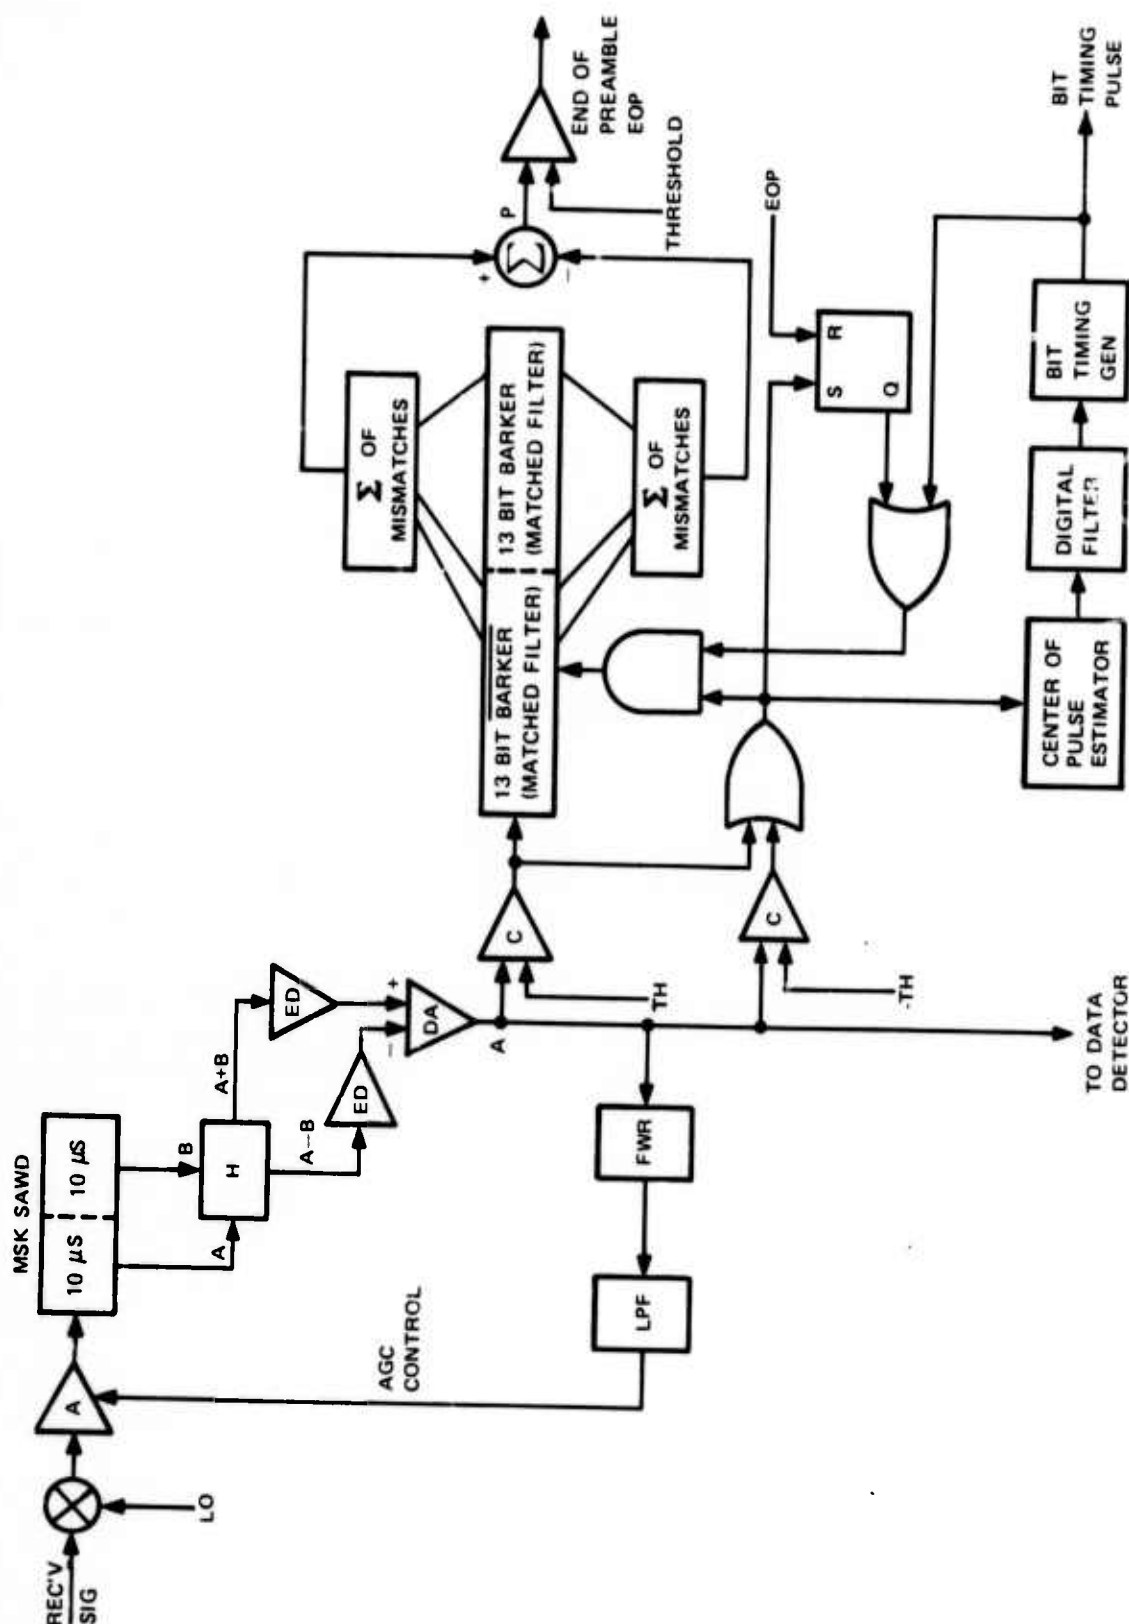 REC'V
SIG
LO
A
MSK SAWD
10 µs
10 µs
A
B
H
A+B
A–B
ED
ED
+
–
DA
A
AGC
CONTROL
LPF
FWR
TH
-TH
C
C
TO DATA
DETECTOR
13 BIT BARKER
(MATCHED FILTER)
13 BIT BARKER
(MATCHED FILTER)
Σ OF
MISMATCHES
Σ OF
MISMATCHES
+
–
Σ
P
THRESHOLD
END OF
PREAMBLE
EOP
EOP
S
R
Q
CENTER OF
PULSE
ESTIMATOR
DIGITAL
FILTER
BIT
TIMING
GEN
BIT
TIMING
PULSE